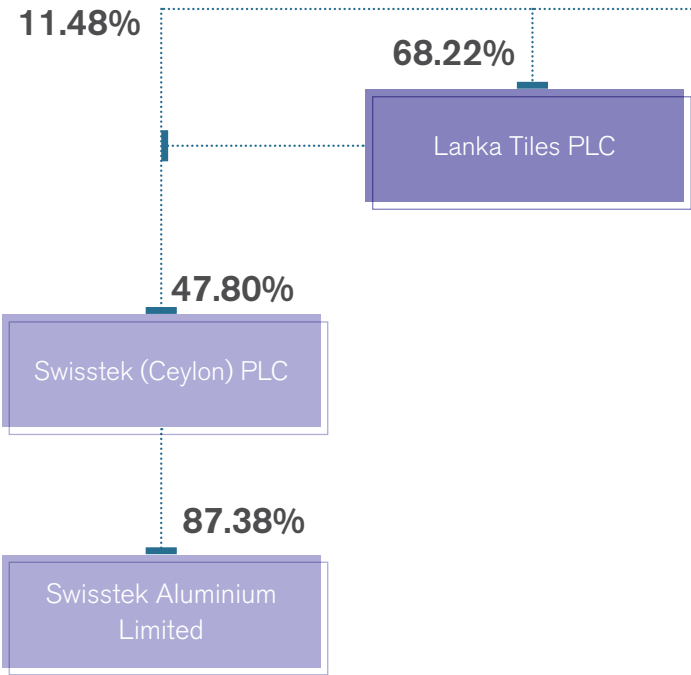 11.48%
68.22%
Lanka Tiles PLC
47.80%
Swisstek (Ceylon) PLC
87.38%
Swisstek Aluminium
Limited